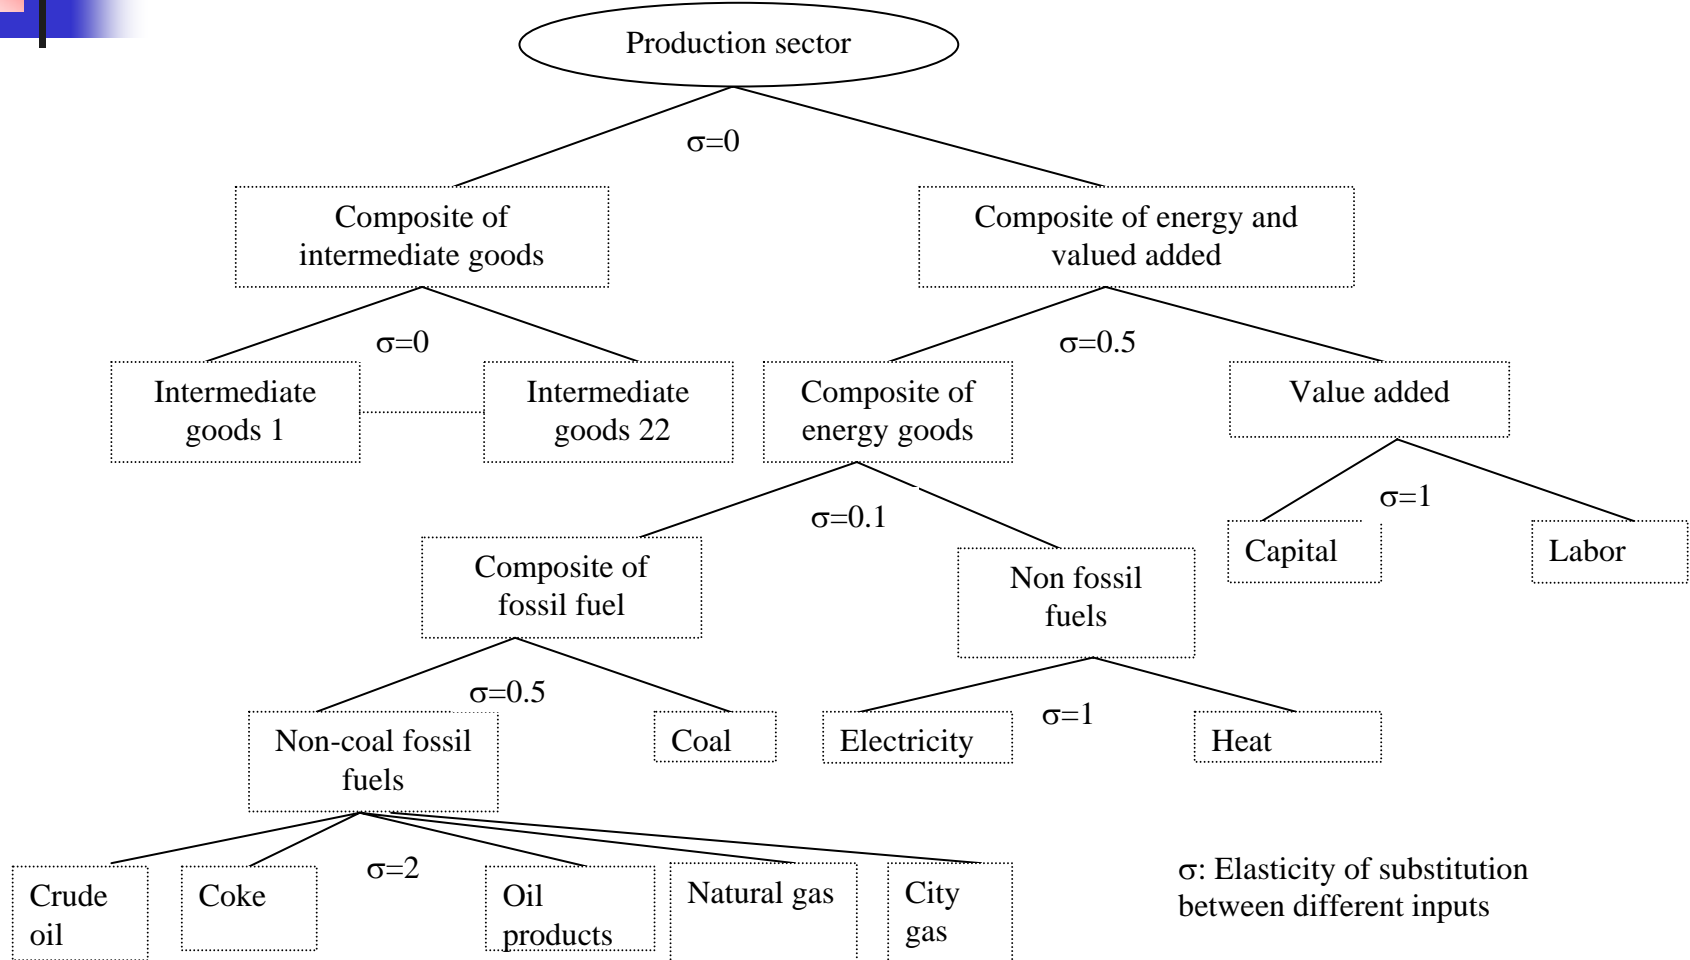 Production sector
σ=0
Composite of
intermediate goods
Composite of energy and
valued added
σ=0
σ=0.5
Intermediate
goods 1
Intermediate
goods 22
Composite of
energy goods
Value added
σ=0.1
σ=1
Composite of
fossil fuel
Non fossil
fuels
Capital
Labor
σ=0.5
σ=1
Non-coal fossil
fuels
Coal
Electricity
Heat
σ=2
Crude
oil
Coke
Oil
products
Natural gas
City
gas
σ: Elasticity of substitution
between different inputs